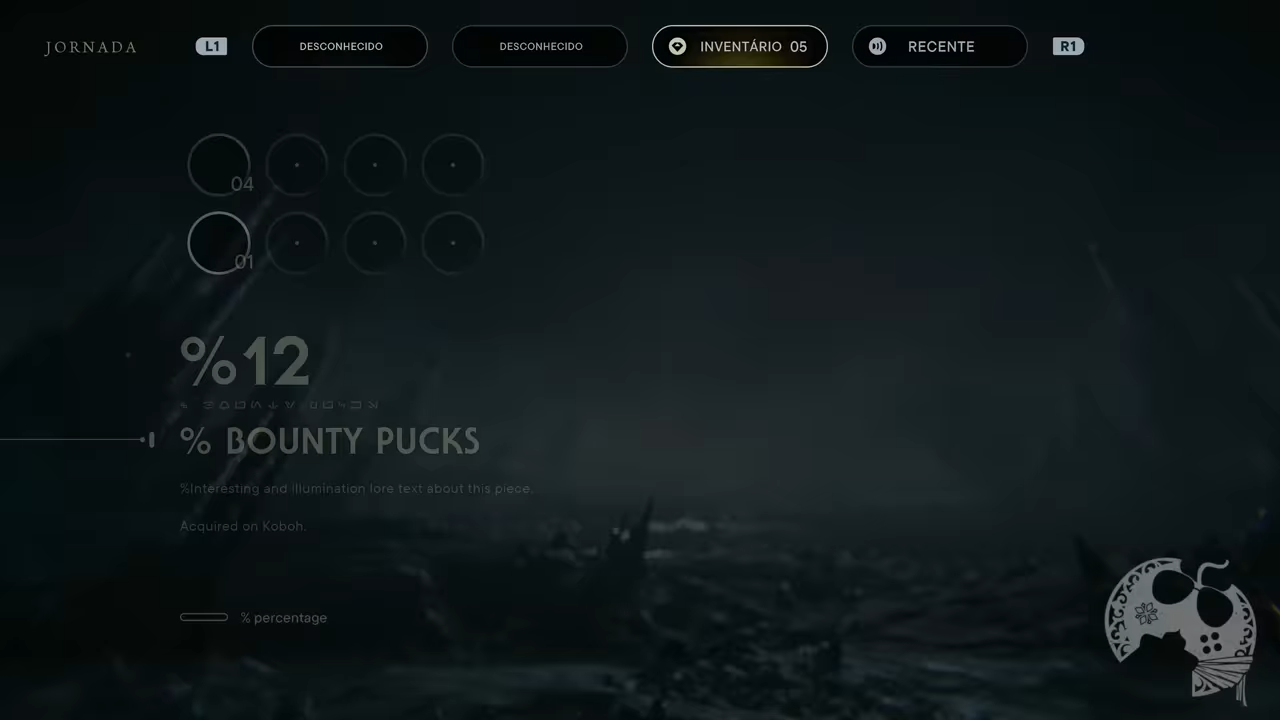 JORNADA
L1
DESCONHECIDO
DESCONHECIDO
INVENTÁRIO 05
RECENTE
R1
04
01
%12
% BOUNTY PUCKS
%Interesting and illumination lore text about this piece.
Acquired on Koboh.
% percentage